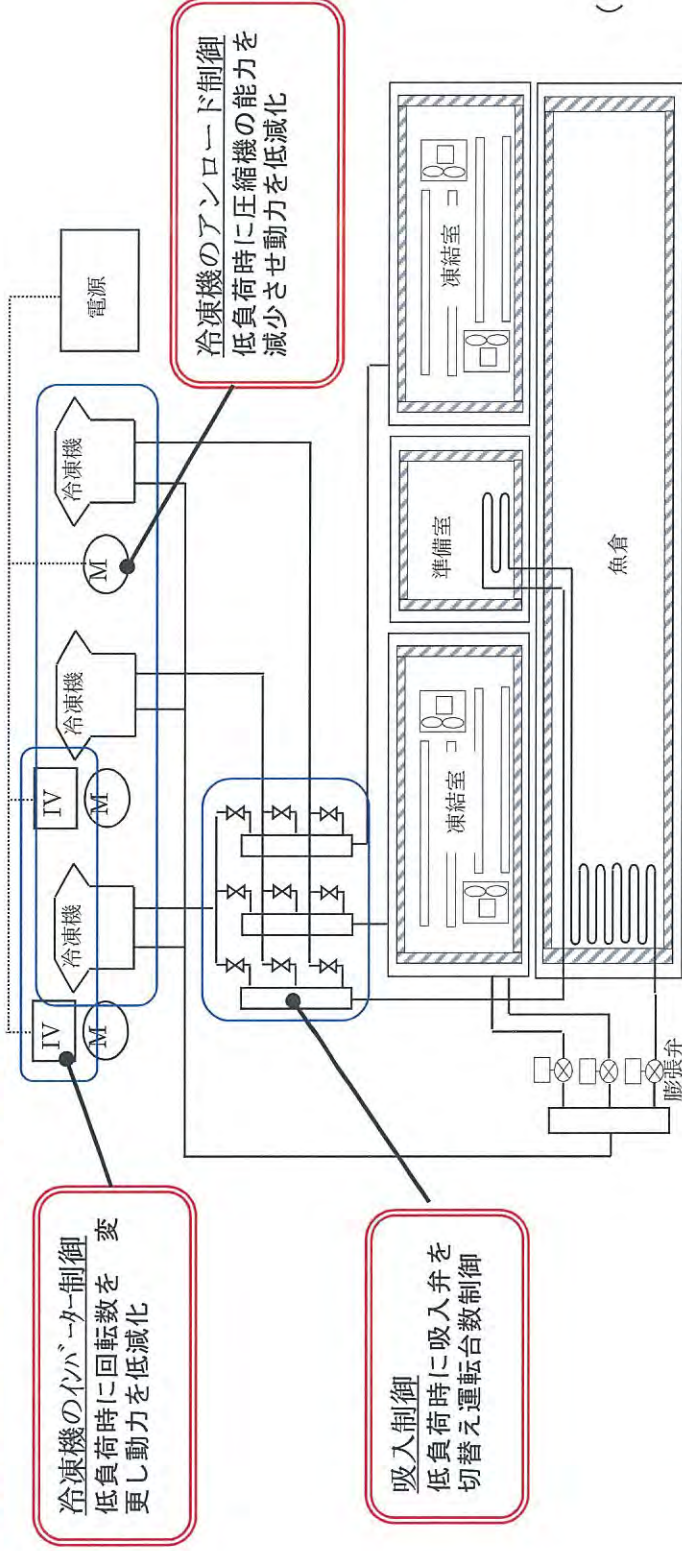 冷凍機のインバーター制御
低負荷時に回転数を 変
更し動力を低減化
吸入制御
低負荷時に吸入弁を
切替え運転台数制御
冷凍機のアンロード制御
低負荷時に圧縮機の能力を
減少させ動力を低減化
IV
M
冷凍機
IV
M
冷凍機
M
冷凍機
電源
膨張弁
凍結室
準備室
凍結室
魚倉
(